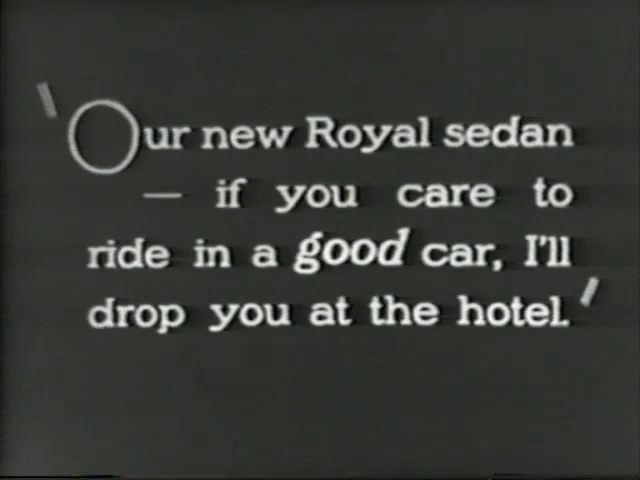 'Our new Royal sedan
— if you care to
ride in a good car, I'll
drop you at the hotel.'